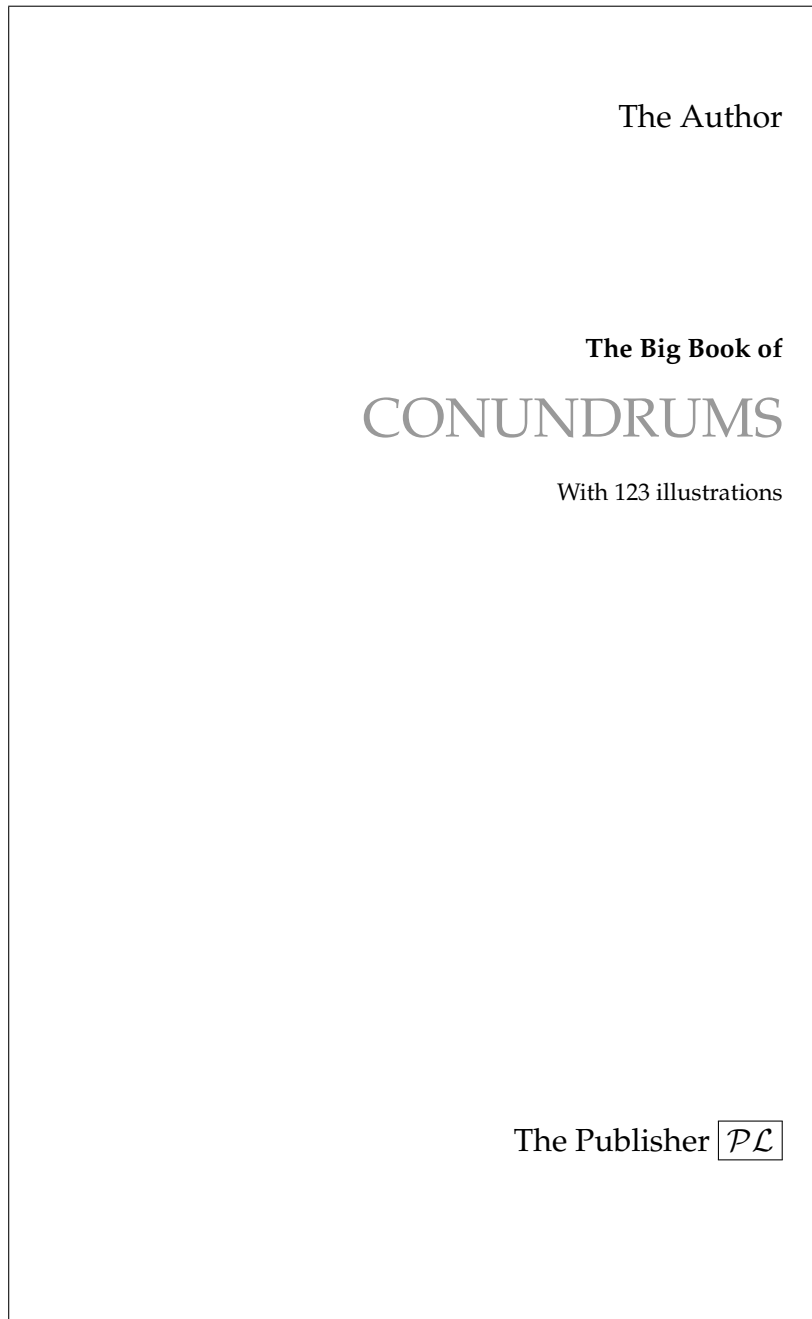 The Author
The Big Book of
CONUNDRUMS
With 123 illustrations
The Publisher PL